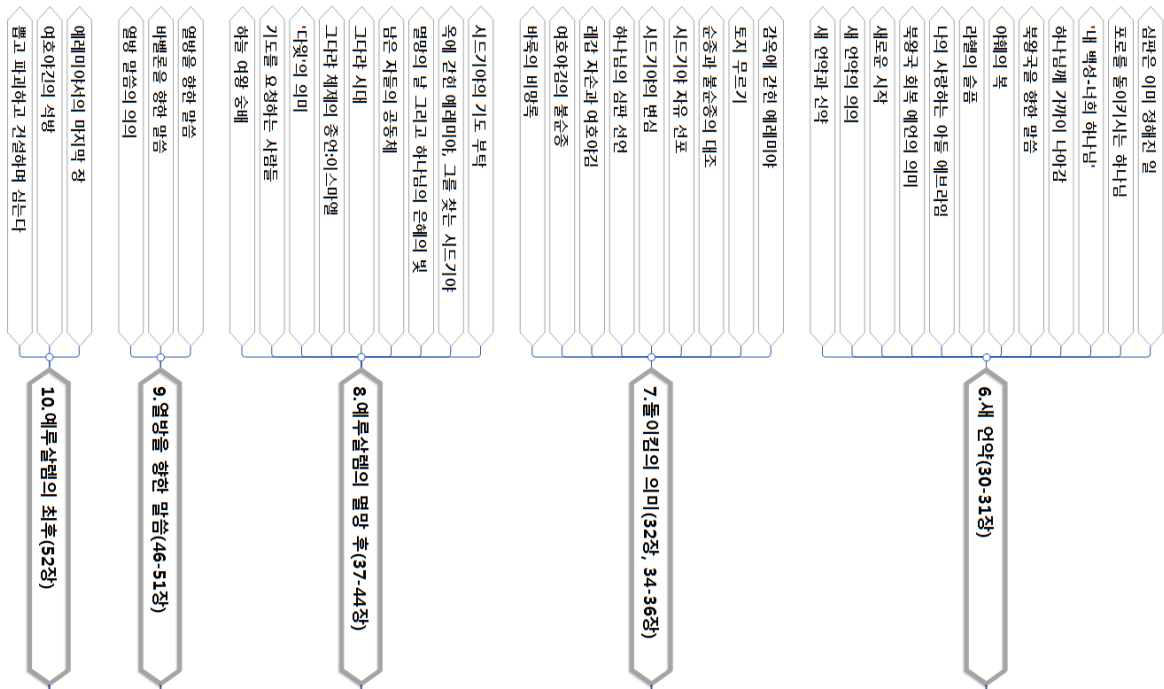 6.새 언약(30-31장)
심판은 이미 정해진 일
포로를 돌이키시는 하나님
'내 백성-너희 하나님'
하나님께 가까이 나아감
북왕국을 향한 말씀
야훼의 복
라헬의 슬픔
나의 사랑하는 아들 에브라임
북왕국 회복 예언의 의미
새로운 시작
새 언약의 의미
새 언약과 신약
7.돌이킴의 의미(32장, 34-36장)
감옥에 갇힌 예레미야
토지 무르기
순종과 불순종의 대조
시드기야 자유 선포
시드기야의 변심
하나님의 심판 선언
레갑 자손과 여호야김
여호야김의 불순종
바룩의 비망록
8.예루살렘의 멸망 후(37-44장)
시드기야의 기도 부탁
옥에 갇힌 예레미야, 그를 찾는 시드기야
멸망의 날 그리고 하나님의 은혜의 빛
남은 자들의 공동체
그다랴 시대
그다랴 체제의 종언:이스마엘
'다윗'의 의미
기도를 요청하는 사람들
하늘 여왕 숭배
9.열방을 향한 말씀(46-51장)
열방을 향한 말씀
바벨론을 향한 말씀
열방 말씀의 의의
10.예루살렘의 최후(52장)
예레미야서의 마지막 장
여호야긴의 석방
뽑고 파괴하고 건설하며 심는다